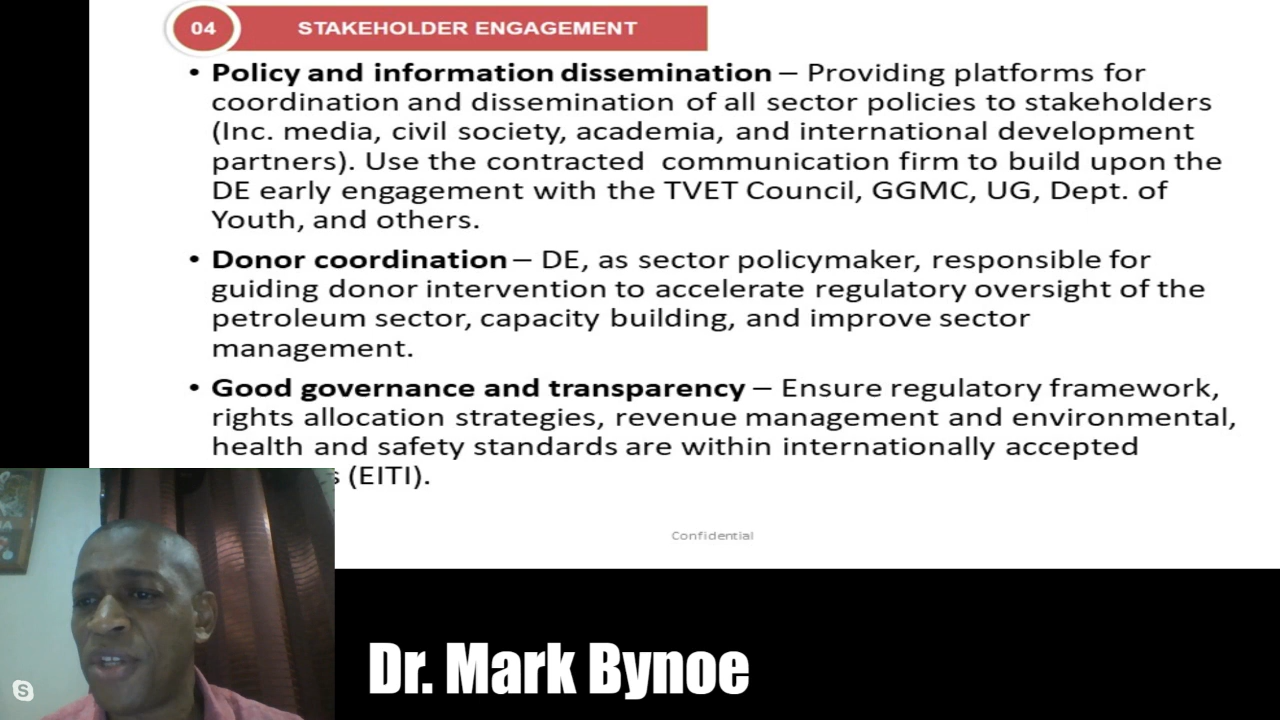 04
STAKEHOLDER ENGAGEMENT
• Policy and information dissemination – Providing platforms for
coordination and dissemination of all sector policies to stakeholders
(Inc. media, civil society, academia, and international development
partners). Use the contracted communication firm to build upon the
DE early engagement with the TVET Council, GGMC, UG, Dept. of
Youth, and others.
• Donor coordination – DE, as sector policymaker, responsible for
guiding donor intervention to accelerate regulatory oversight of the
petroleum sector, capacity building, and improve sector
management.
• Good governance and transparency – Ensure regulatory framework,
rights allocation strategies, revenue management and environmental,
health and safety standards are within internationally accepted
(EITI).
Confidential
Dr. Mark Bynoe